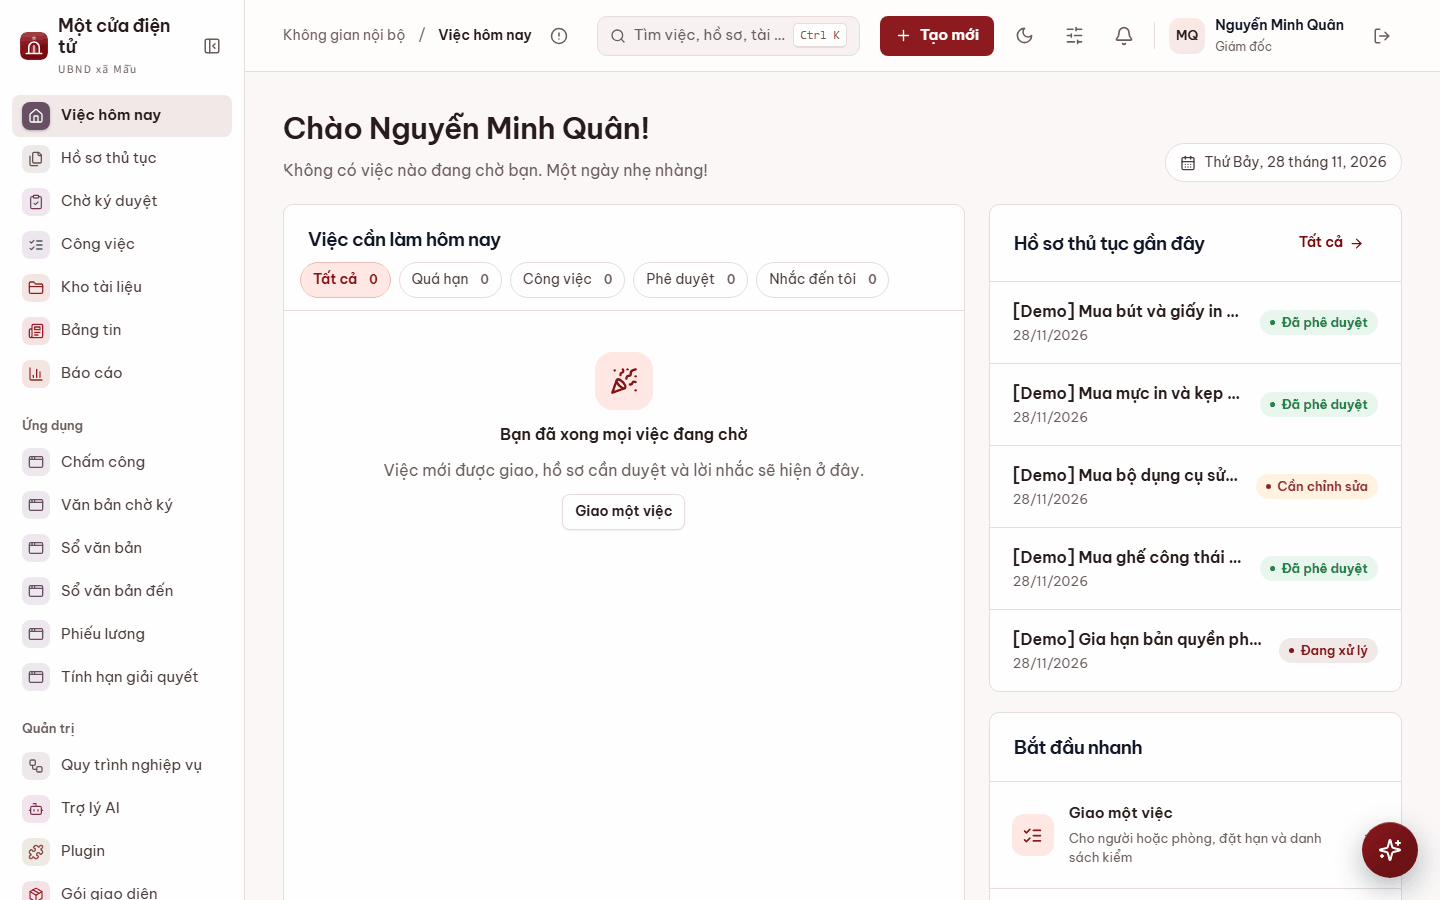 Một cửa điện tử
UBND xã Mẫu
Việc hôm nay
Hồ sơ thủ tục
Chờ ký duyệt
Công việc
Kho tài liệu
Bảng tin
Báo cáo
Ứng dụng
Chấm công
Văn bản chờ ký
Sổ văn bản
Sổ văn bản đến
Phiếu lương
Tính hạn giải quyết
Quản trị
Quy trình nghiệp vụ
Trợ lý AI
Plugin
Gói giao diện
Không gian nội bộ / Việc hôm nay
Tìm việc, hồ sơ, tài ... Ctrl K
Tạo mới
MQ
Nguyễn Minh Quân
Giám đốc
Chào Nguyễn Minh Quân!
Không có việc nào đang chờ bạn. Một ngày nhẹ nhàng!
Thứ Bảy, 28 tháng 11, 2026
Việc cần làm hôm nay
Tất cả 0
Quá hạn 0
Công việc 0
Phê duyệt 0
Nhắc đến tôi 0
Bạn đã xong mọi việc đang chờ
Việc mới được giao, hồ sơ cần duyệt và lời nhắc sẽ hiện ở đây.
Giao một việc
Hồ sơ thủ tục gần đây
Tất cả
[Demo] Mua bút và giấy in ...
28/11/2026
Đã phê duyệt
[Demo] Mua mực in và kẹp ...
28/11/2026
Đã phê duyệt
[Demo] Mua bộ dụng cụ sử...
28/11/2026
Cần chỉnh sửa
[Demo] Mua ghế công thái ...
28/11/2026
Đã phê duyệt
[Demo] Gia hạn bản quyền ph...
28/11/2026
Đang xử lý
Bắt đầu nhanh
Giao một việc
Cho người hoặc phòng, đặt hạn và danh
sách kiểm